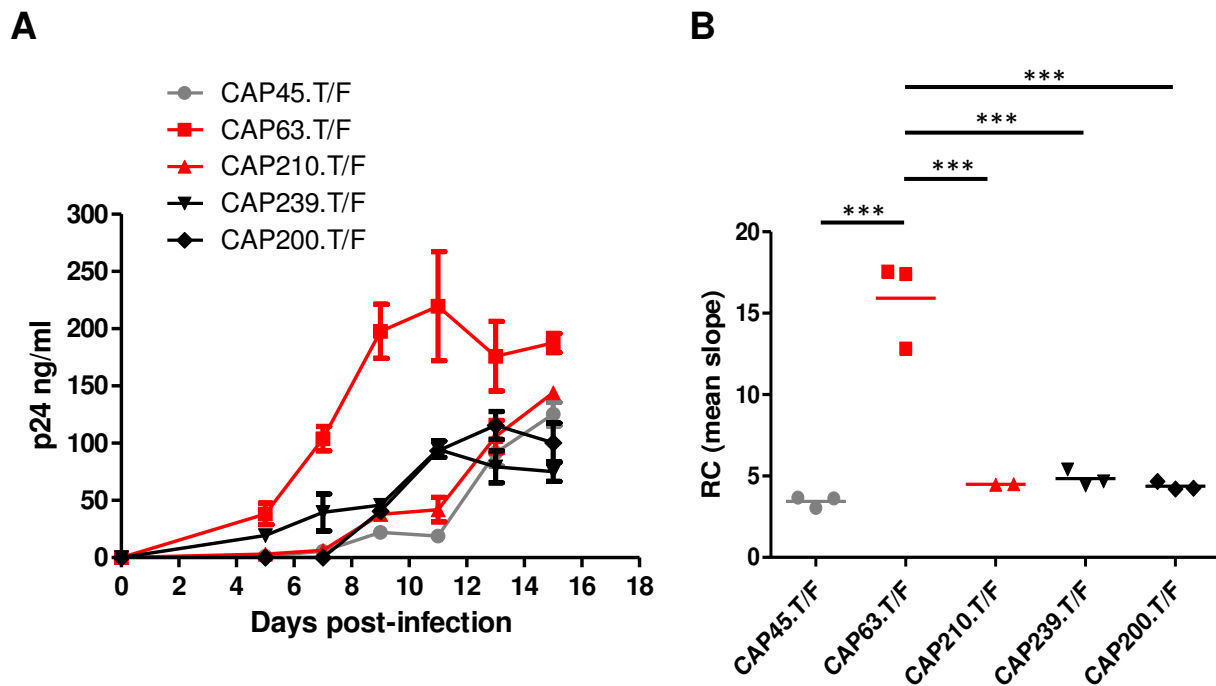 A
CAP45.T/F
CAP63.T/F
CAP210.T/F
CAP239.T/F
CAP200.T/F
300
250
200
150
100
50
0
p24 ng/ml
0 2 4 6 8 10 12 14 16 18
Days post-infection
B
***
***
***
***
20
15
10
5
0
RC (mean slope)
CAP45.T/F
CAP63.T/F
CAP210.T/F
CAP239.T/F
CAP200.T/F